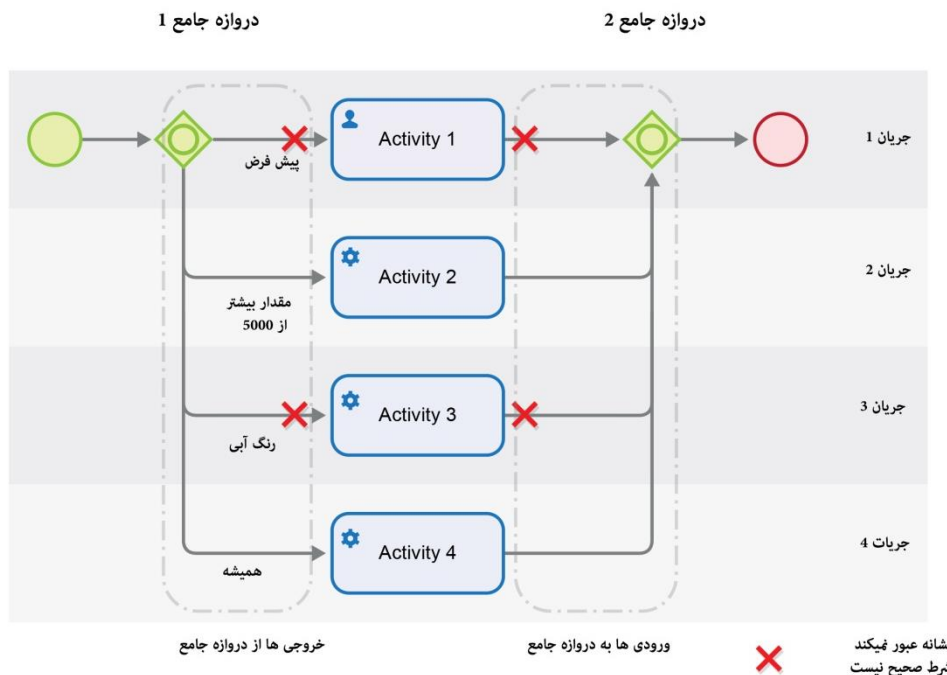 دروازه جامع 1
دروازه جامع 2
Activity 1
پیش فرض
جریان 1
Activity 2
مقدار بیشتر
از 5000
جریان 2
Activity 3
رنگ آبی
جریان 3
Activity 4
همیشه
جریات 4
خروجی ها از دروازه جامع
ورودی ها به دروازه جامع
عبور نمیکند
صحیح نیست